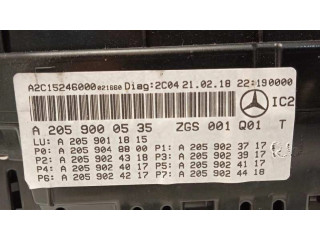 A2C15246000021660 Diag:2C04 21.02.18 22:190000
IC2
A 205 900 05 35 ZGS 001 Q01 T
LU: A 205 901 18 15
P0: A 205 904 88 00 P1: A 205 902 37 17
P2: A 205 902 43 18 P3: A 205 902 39 17
P4: A 205 902 40 17 P5: A 205 902 41 17
P6: A 205 902 42 17 P7: A 205 902 44 18